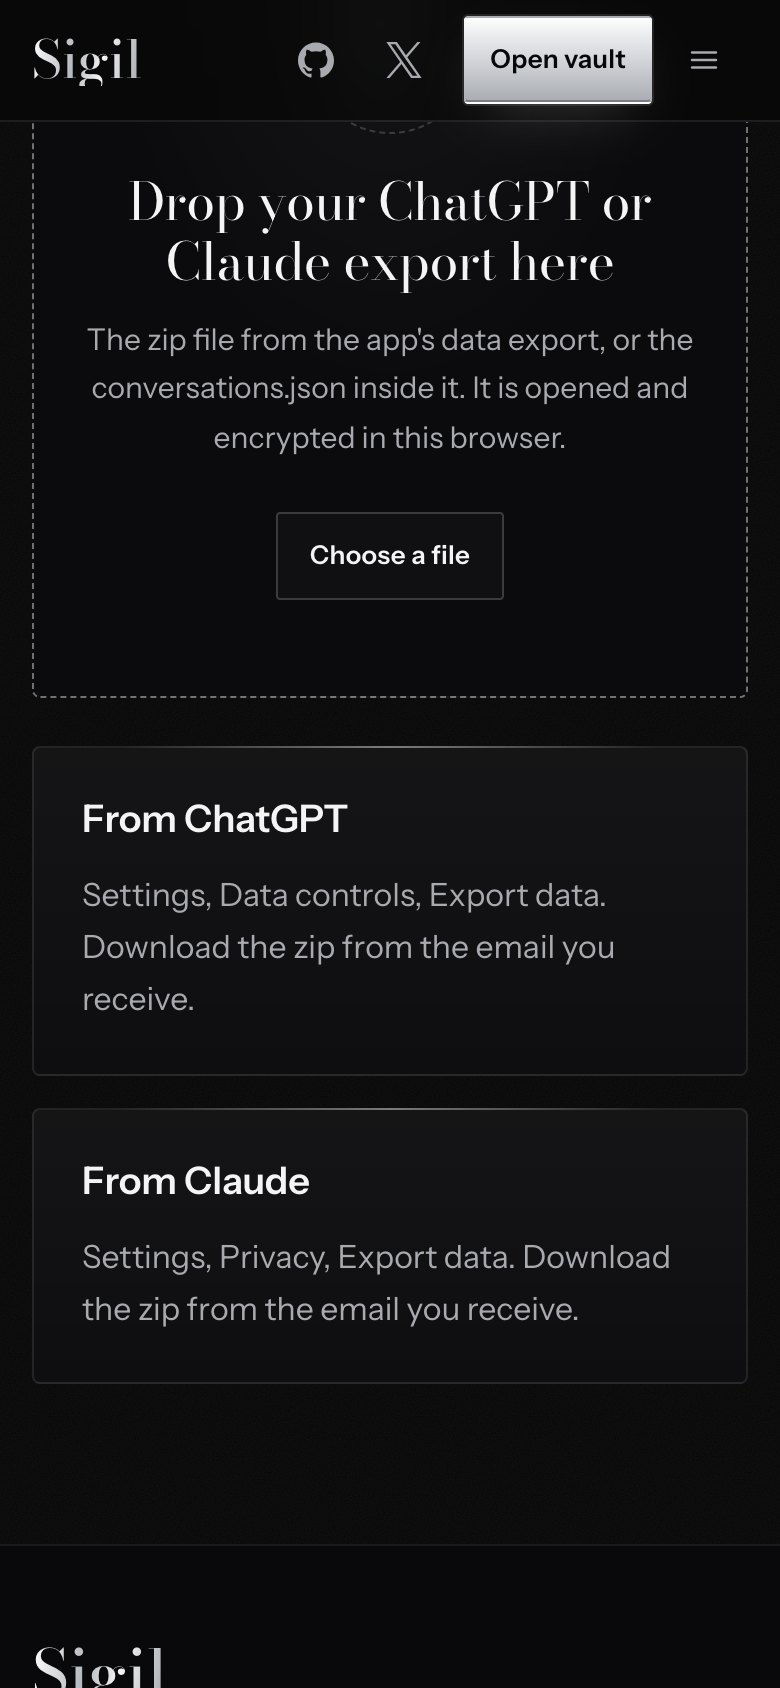 Sigil
Open vault
Drop your ChatGPT or
Claude export here
The zip file from the app's data export, or the
conversations.json inside it. It is opened and
encrypted in this browser.
Choose a file
From ChatGPT
Settings, Data controls, Export data.
Download the zip from the email you
receive.
From Claude
Settings, Privacy, Export data. Download
the zip from the email you receive.
Sigil